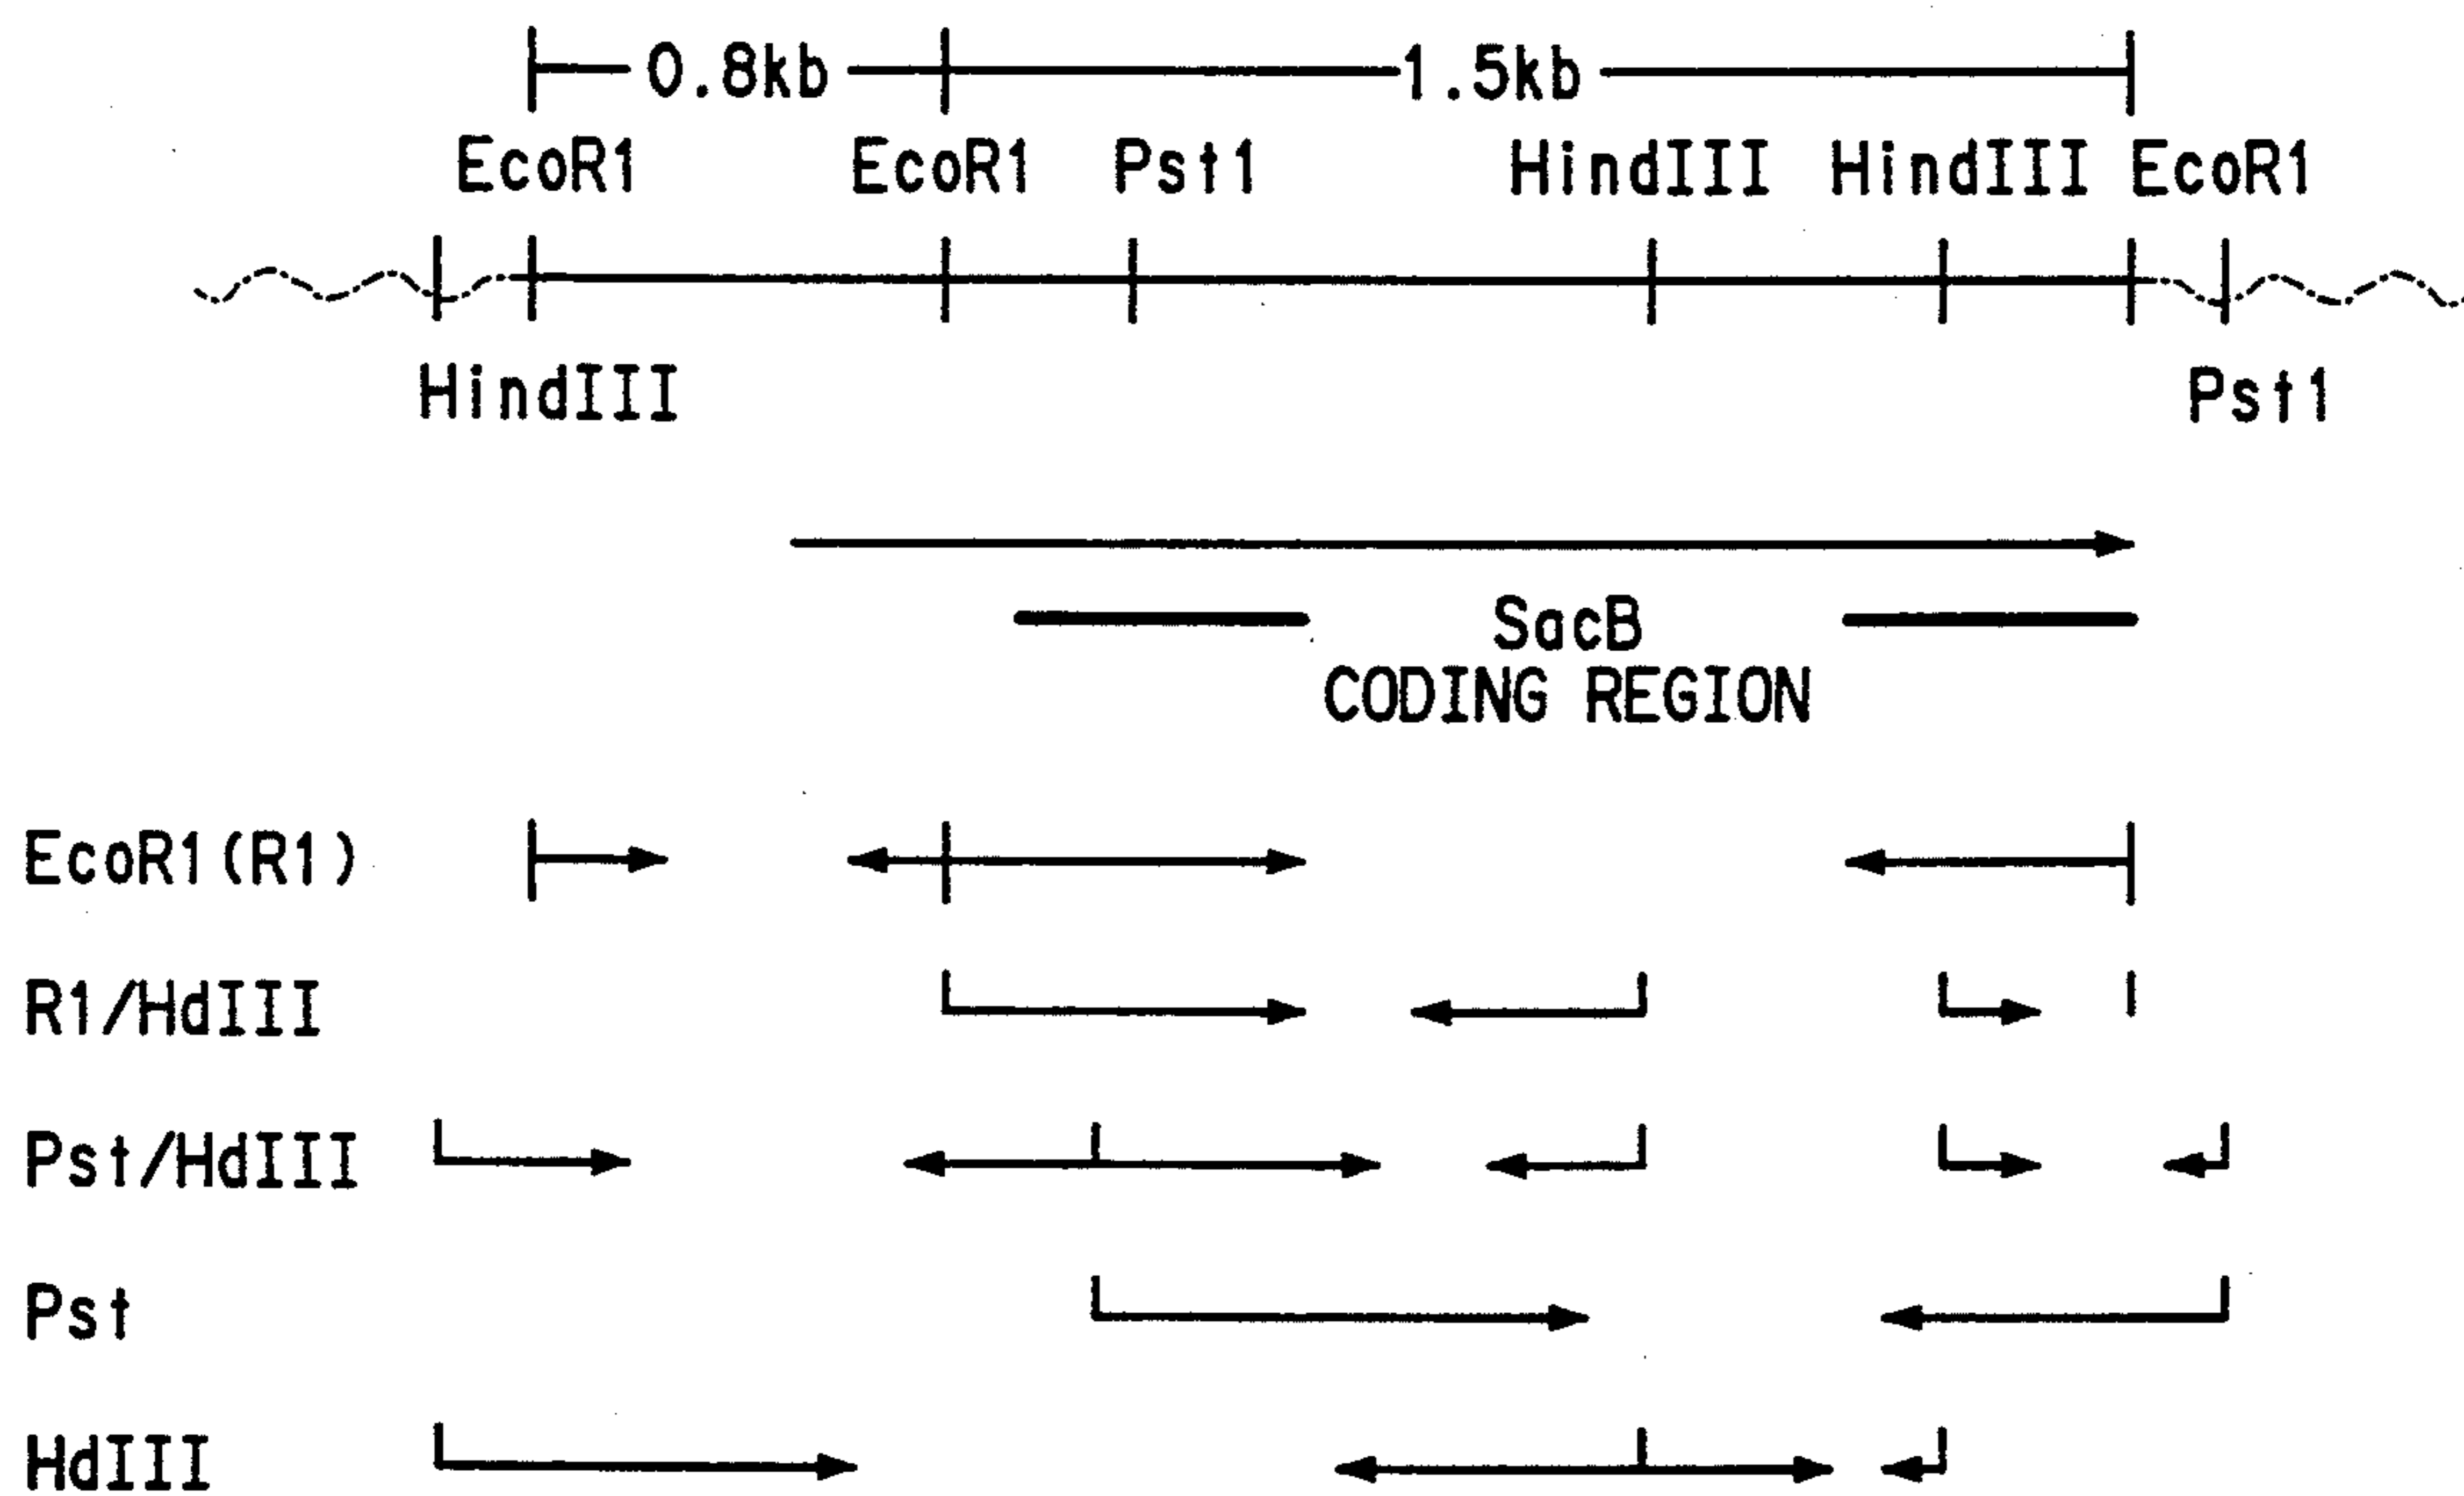 0.8kb 1.5kb
EcoR1 EcoR1 Pst1 HindIII HindIII EcoR1
HindIII Pst1
SacB
CODING REGION
EcoR1(R1)
R1/HdIII
Pst/HdIII
Pst
HdIII